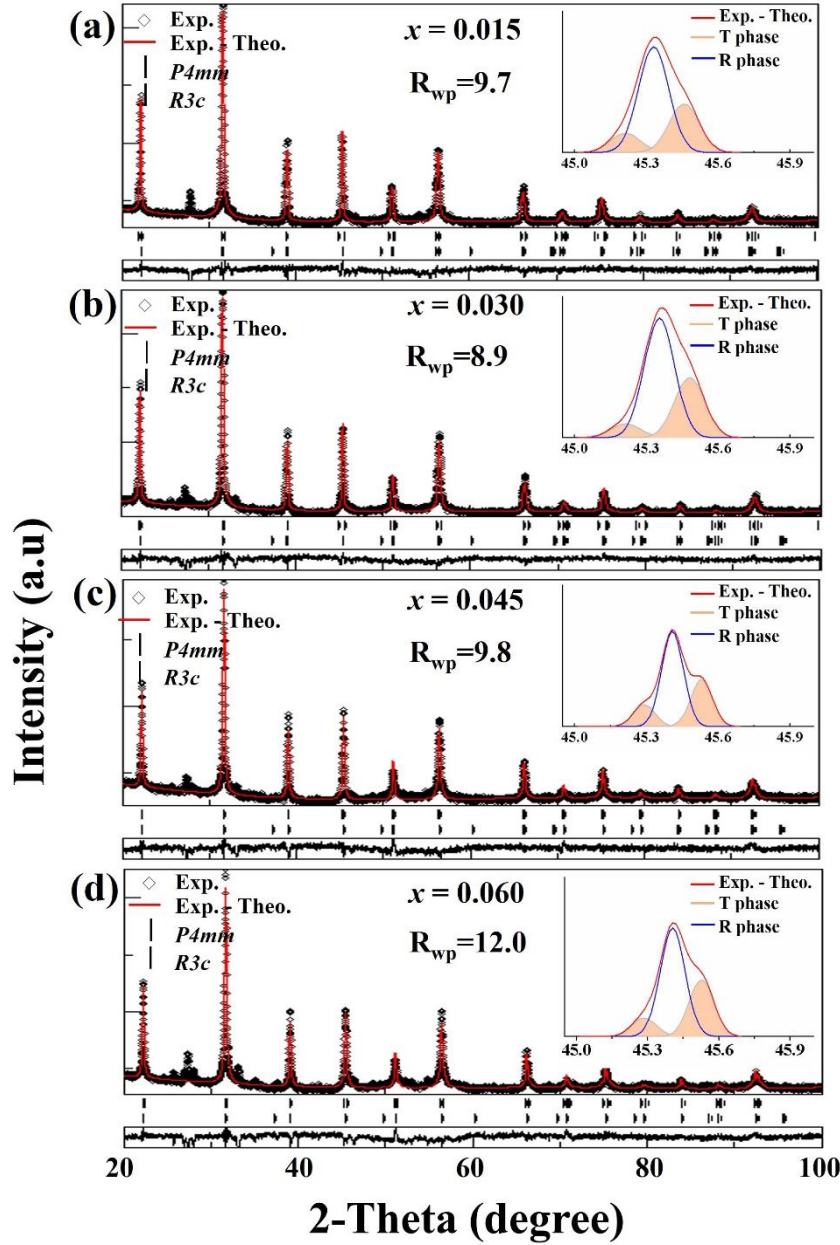 (a)
Exp.
Exp. - Theo.
P4mm
R3c
x = 0.015
Rwp=9.7
Exp. - Theo.
T phase
R phase
45.0 45.3 45.6 45.9
(b)
Exp.
Exp. - Theo.
P4mm
R3c
x = 0.030
Rwp=8.9
Exp. - Theo.
T phase
R phase
45.0 45.3 45.6 45.9
(c)
Exp.
Exp. - Theo.
P4mm
R3c
x = 0.045
Rwp=9.8
Exp. - Theo.
T phase
R phase
45.0 45.3 45.6 45.9
(d)
Exp.
Exp. - Theo.
P4mm
R3c
x = 0.060
Rwp=12.0
Exp. - Theo.
T phase
R phase
45.0 45.3 45.6 45.9
20 40 60 80 100
2-Theta (degree)
Intensity (a.u)